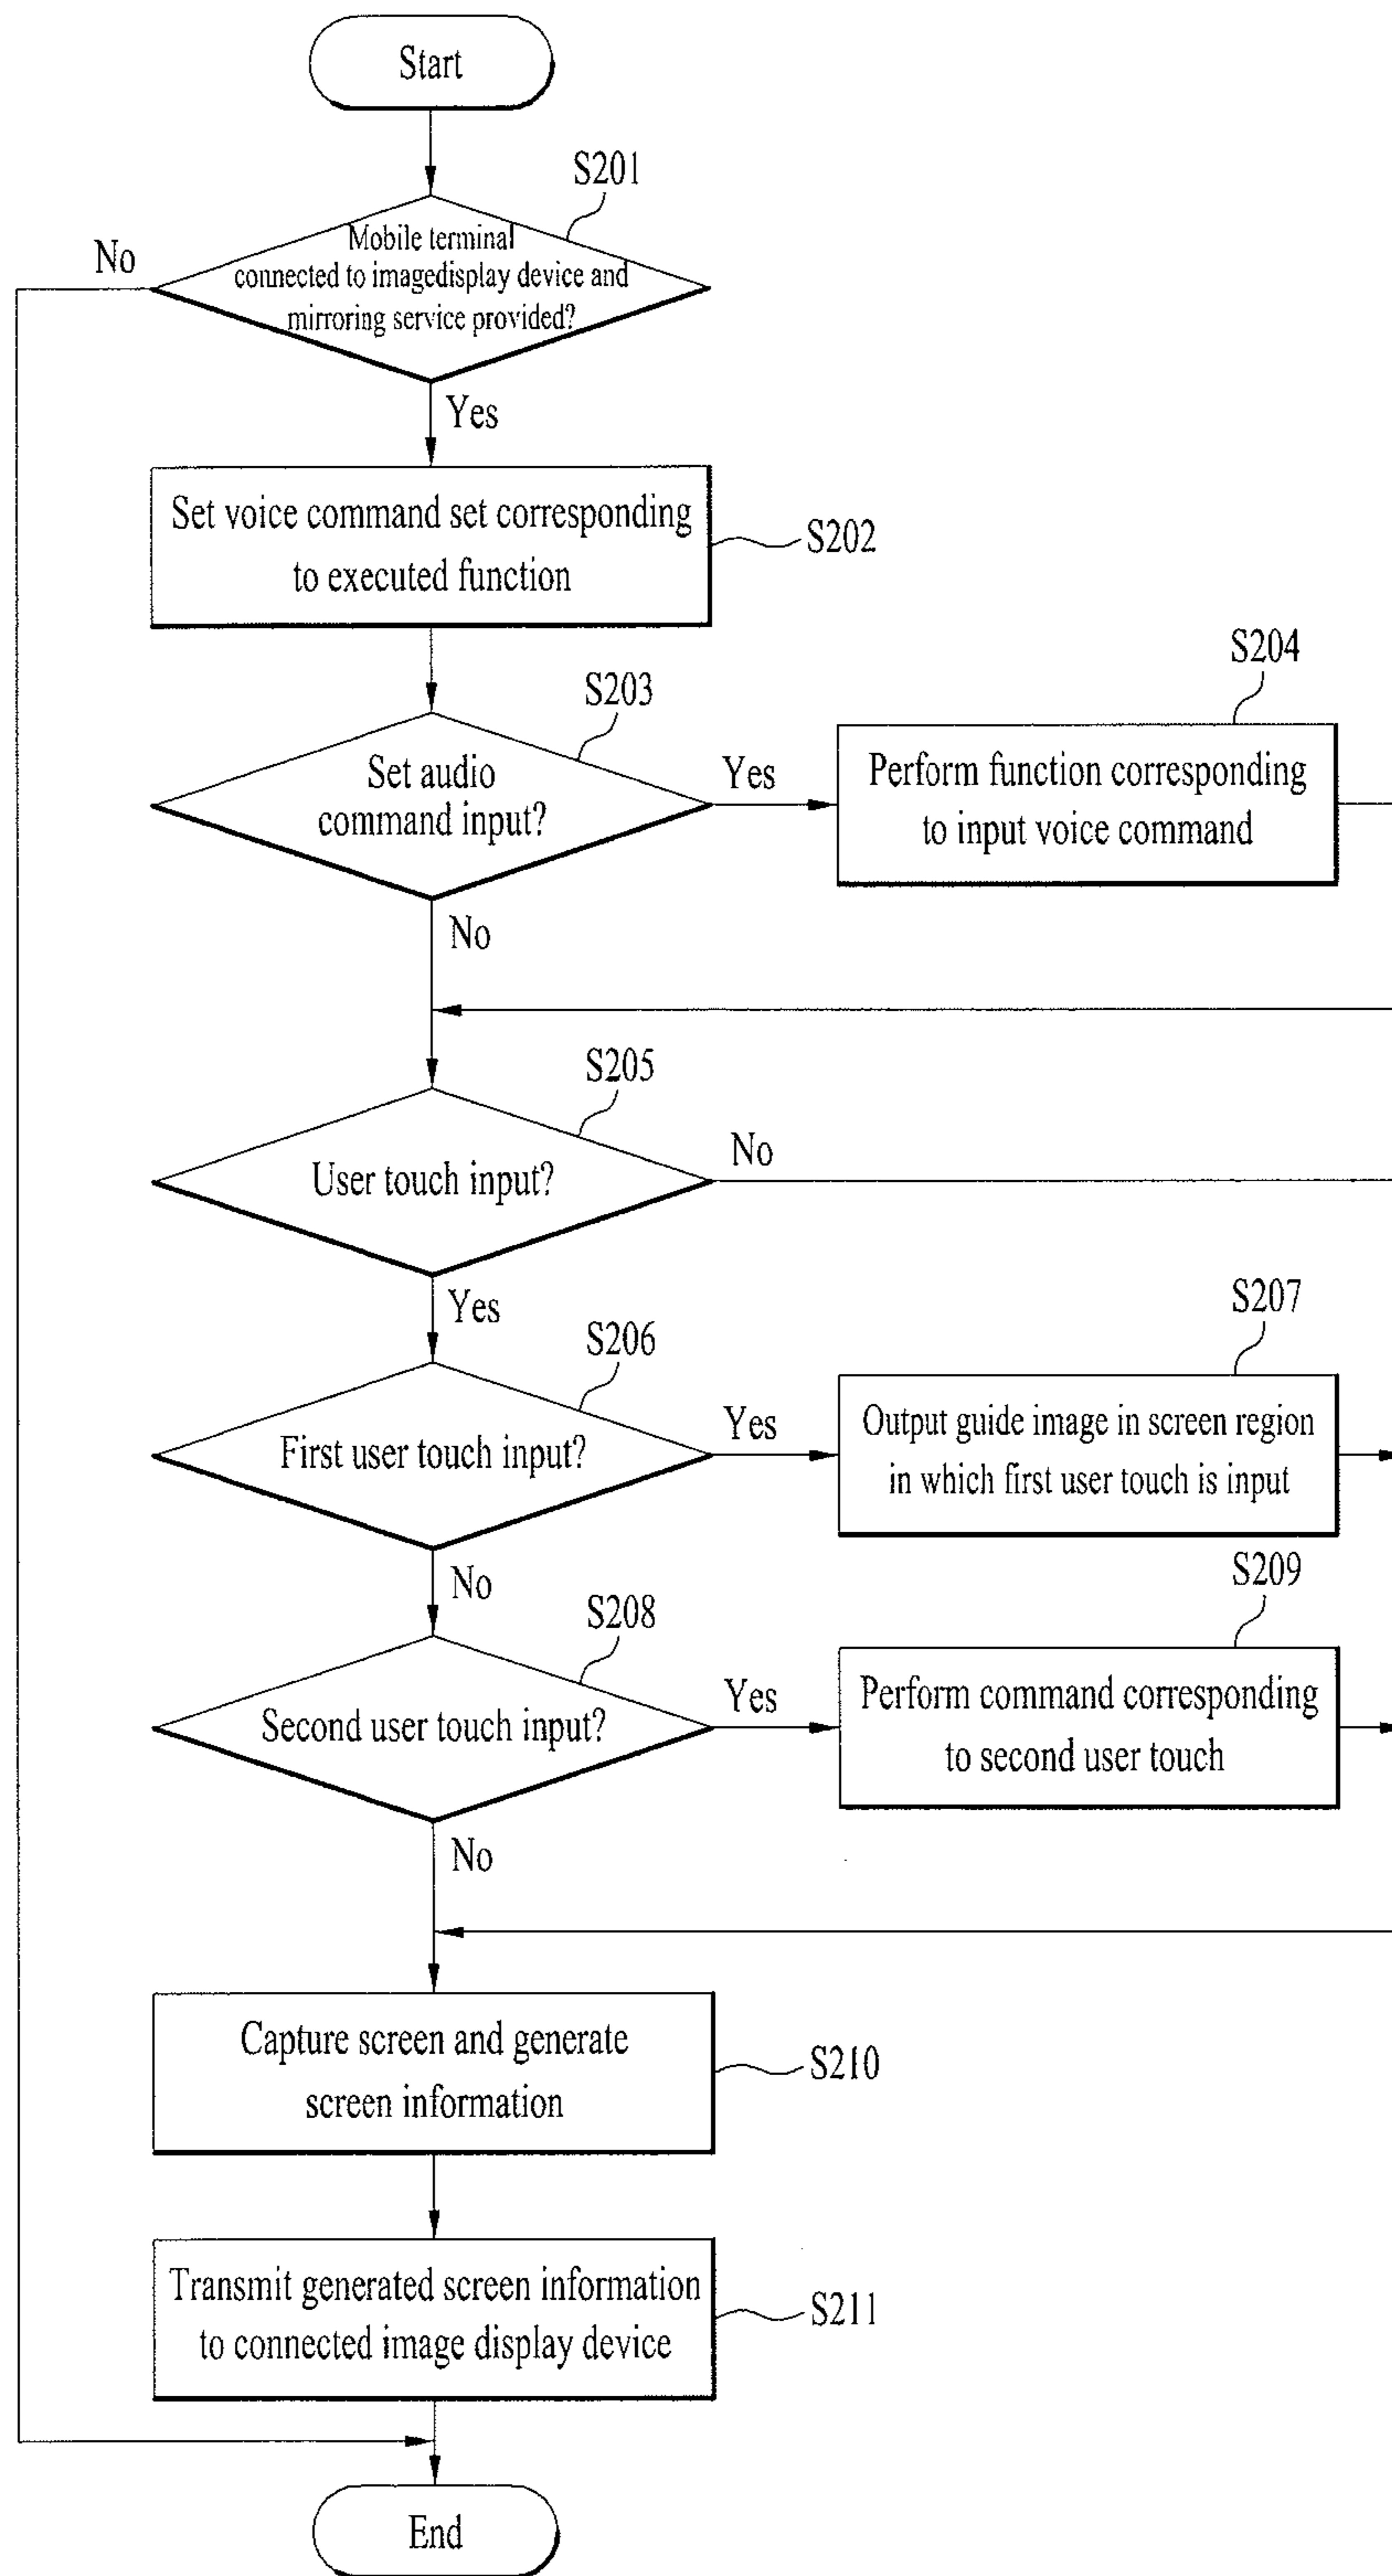 Start
S201
Mobile terminal
No
connected to imagedisplay device and
mirroring service provided?
Yes
Set voice command set corresponding
to executed function
S202
S203
S204
Set audio
command input?
Yes
Perform function corresponding
to input voice command
No
S205
User touch input?
No
Yes
S206
S207
First user touch input?
Yes
Output guide image in screen region
in which first user touch is input
No
S208
S209
Second user touch input?
Yes
Perform command corresponding
to second user touch
No
Capture screen and generate
screen information
S210
Transmit generated screen information
to connected image display device
S211
End